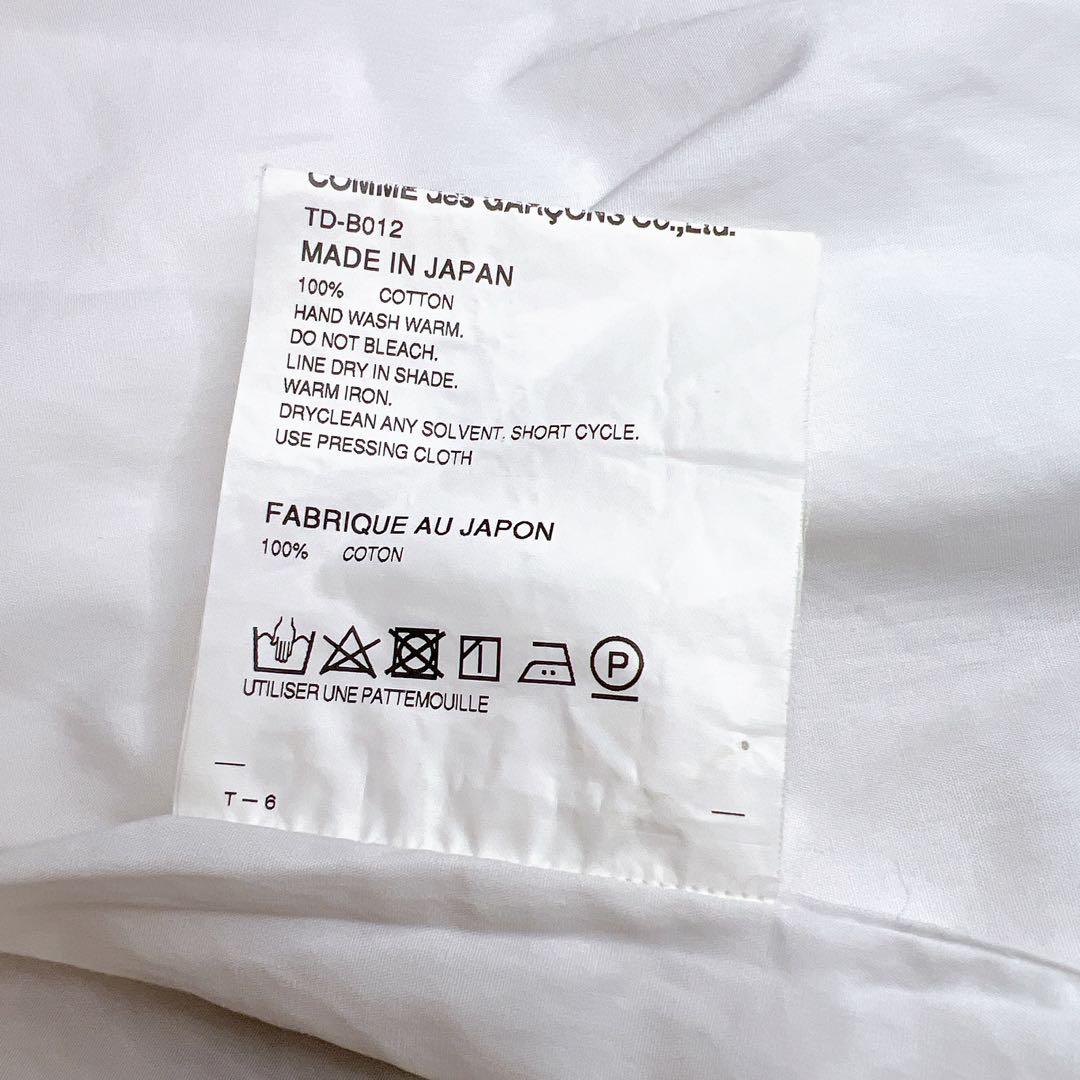 COMME des GARÇONS Co.,Ltd.
TD-B012
MADE IN JAPAN
100% COTTON
HAND WASH WARM.
DO NOT BLEACH.
LINE DRY IN SHADE.
WARM IRON.
DRYCLEAN ANY SOLVENT. SHORT CYCLE.
USE PRESSING CLOTH
FABRIQUE AU JAPON
100% COTON
P
UTILISER UNE PATTEMOUILLE
T-6